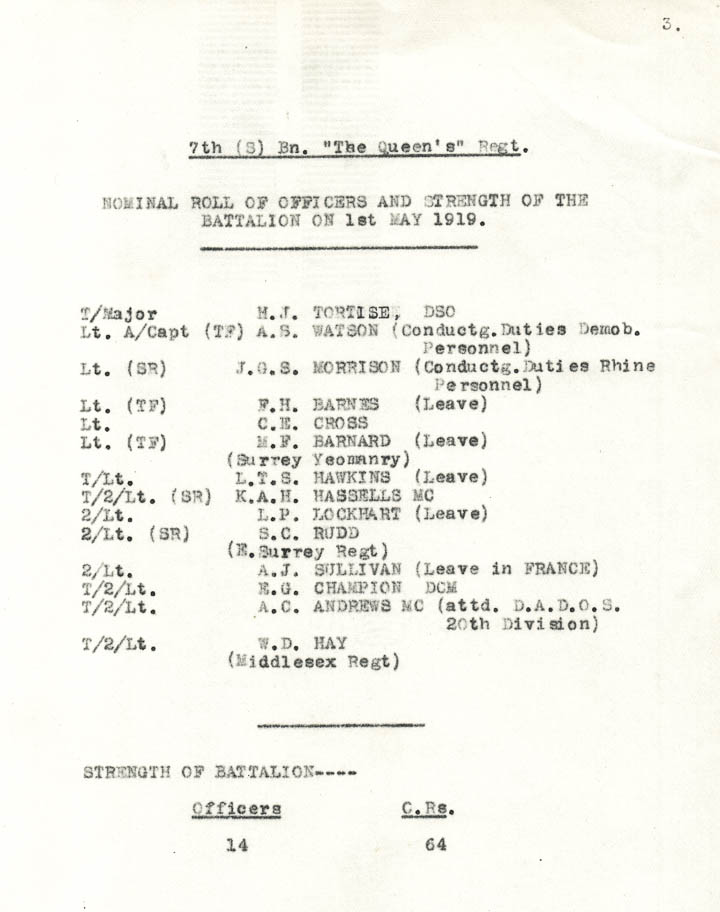 3.
7th (S) Bn. "The Queen's" Regt.
NOMINAL ROLL OF OFFICERS AND STRENGTH OF THE
BATTALION ON 1st MAY 1919.
T/Major H.J. TORTISE, DSO
Lt. A/Capt (TF) A.S. WATSON (Conductg.Duties Demob.
Personnel)
Lt. (SR) J.G.S. MORRISON (Conductg.Duties Rhine
Personnel)
Lt. (TF) F.H. BARNES (Leave)
Lt. C.E. CROSS
Lt. (TF) M.F. BARNARD (Leave)
(Surrey Yeomanry)
T/Lt. L.T.S. HAWKINS (Leave)
T/2/Lt. (SR) K.A.H. HASSELLS MC
2/Lt. L.P. LOCKHART (Leave)
2/Lt. (SR) S.C. RUDD
(E.Surrey Regt)
2/Lt. A.J. SULLIVAN (Leave in FRANCE)
T/2/Lt. E.G. CHAMPION DCM
T/2/Lt. A.C. ANDREWS MC (attd. D.A.D.O.S.
20th Division)
T/2/Lt. W.D. HAY
(Middlesex Regt)
STRENGTH OF BATTALION----
Officers O.Rs.
14 64